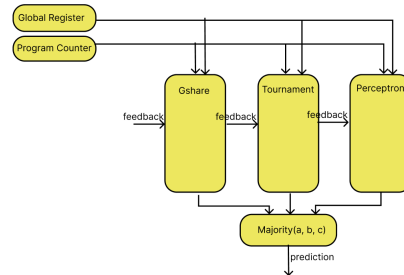 Global Register
Program Counter
Gshare
Tournament
Perceptron
feedback
feedback
feedback
Majority(a, b, c)
prediction